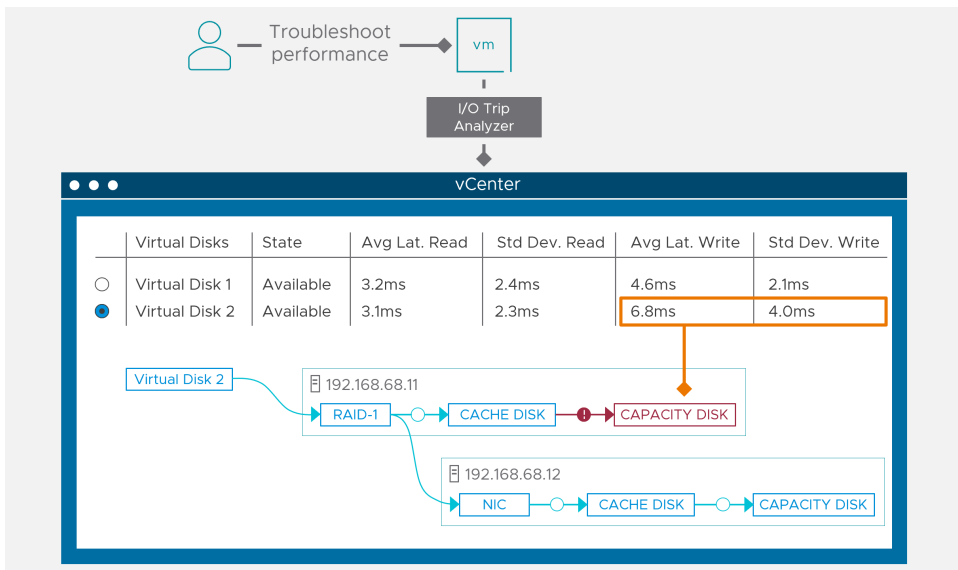 Troubleshoot
performance
vm
I/O Trip
Analyzer
vCenter
Virtual Disks State Avg Lat. Read Std Dev. Read Avg Lat. Write Std Dev. Write
Virtual Disk 1 Available 3.2ms 2.4ms 4.6ms 2.1ms
Virtual Disk 2 Available 3.1ms 2.3ms 6.8ms 4.0ms
Virtual Disk 2
192.168.68.11
RAID-1 CACHE DISK ! CAPACITY DISK
192.168.68.12
NIC CACHE DISK CAPACITY DISK